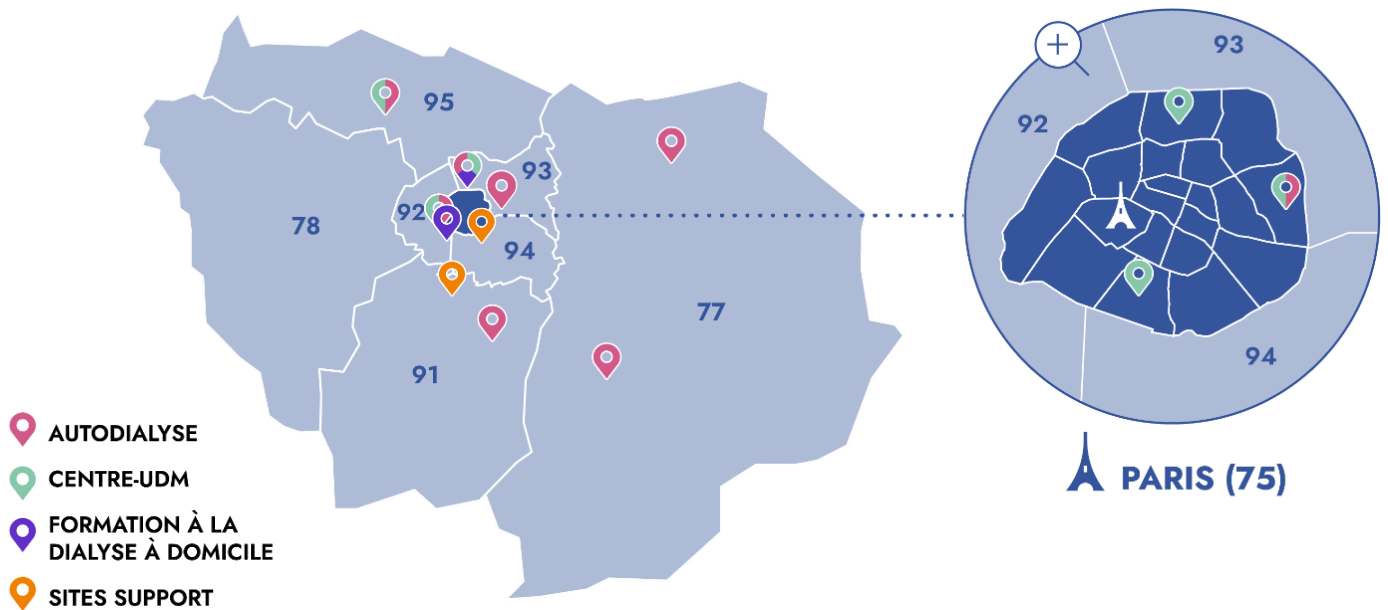 95
93
92
78
94
77
91
93
92
94
AUTODIALYSE
CENTRE-UDM
FORMATION À LA
DIALYSE À DOMICILE
SITES SUPPORT
PARIS (75)